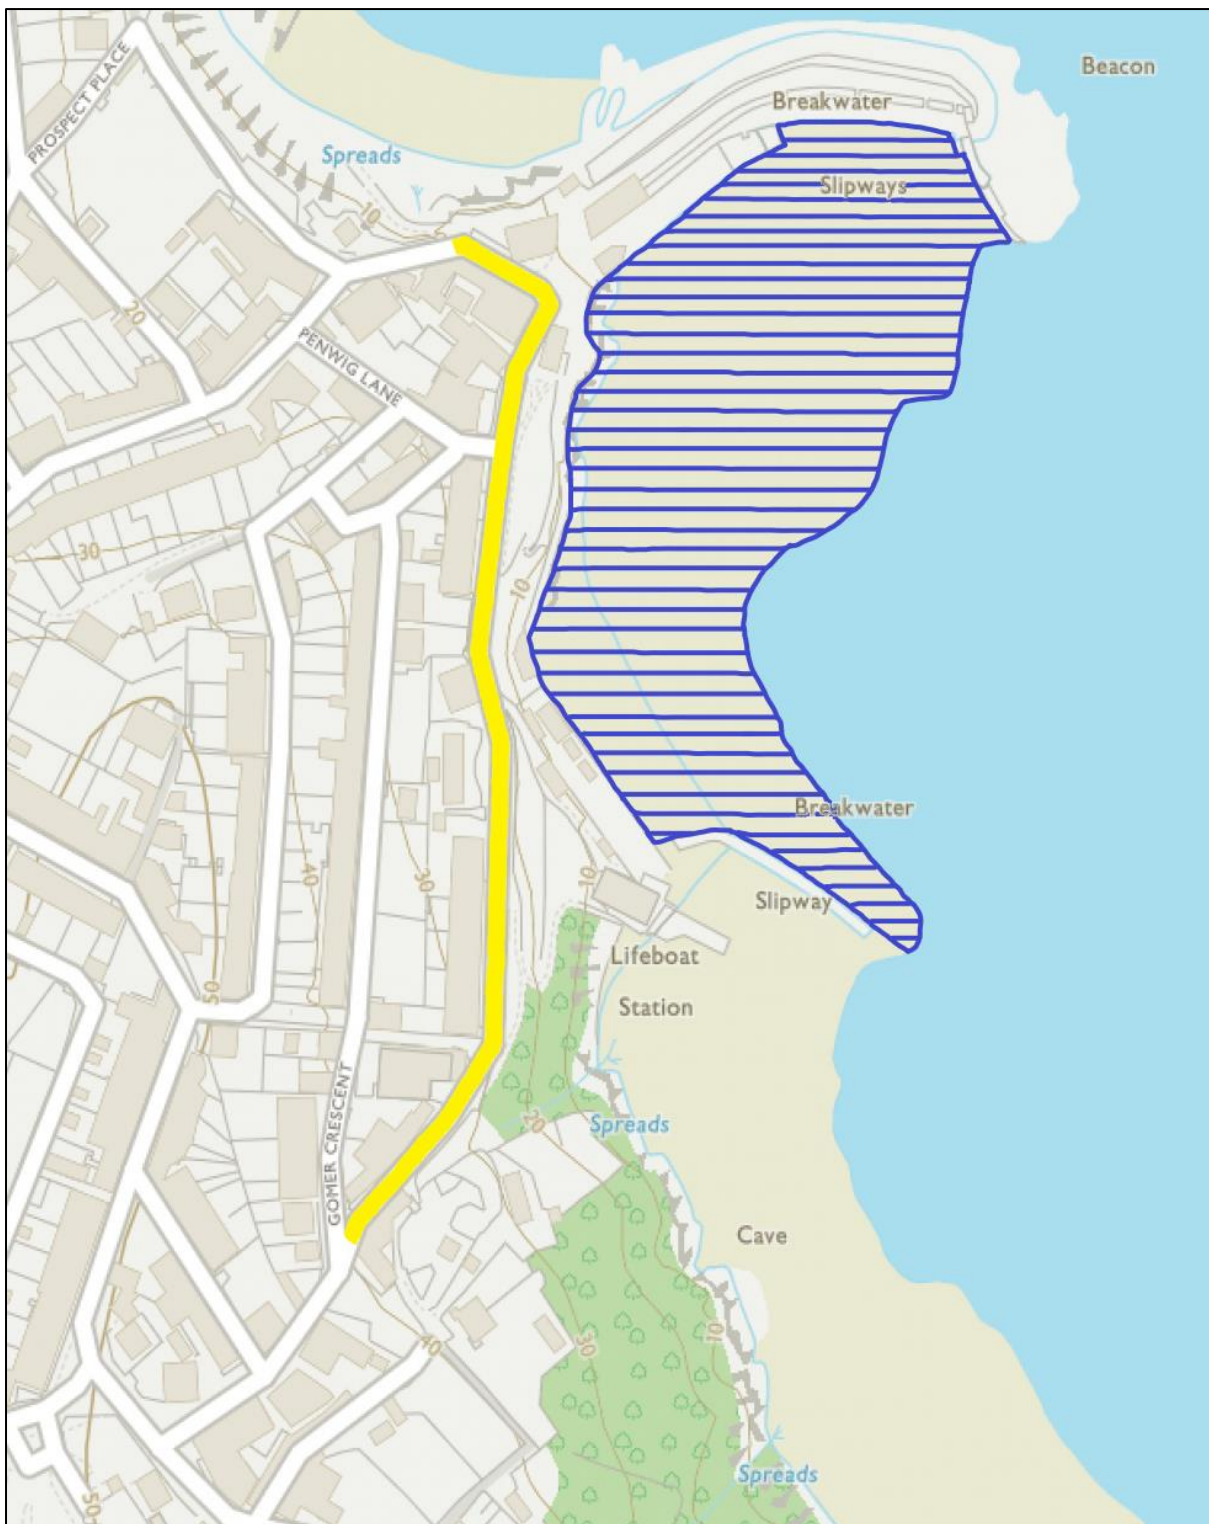 Beacon
PROSPECT PLACE
Breakwater
Spreads
Slipways
10
20
PENWIG LANE
30
10
Breakwater
40
30
10
Slipway
50
Lifeboat
Station
GOMER CRESCENT
20
Spreads
Cave
40
30
10
Spreads
50